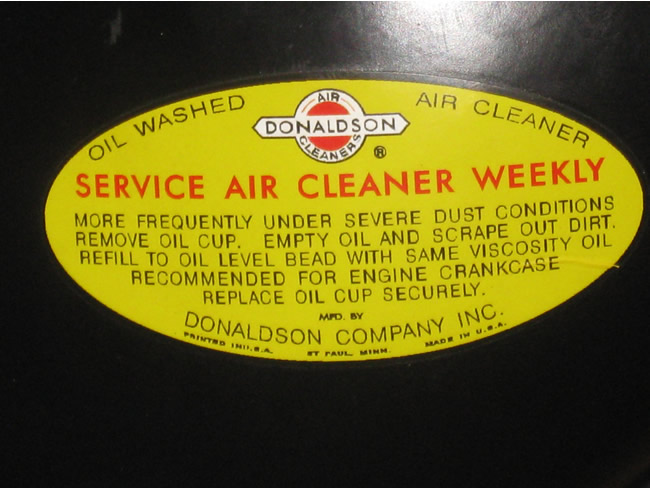 OIL WASHED AIR CLEANER
AIR
DONALDSON
CLEANERS
®
SERVICE AIR CLEANER WEEKLY
MORE FREQUENTLY UNDER SEVERE DUST CONDITIONS
REMOVE OIL CUP. EMPTY OIL AND SCRAPE OUT DIRT.
REFILL TO OIL LEVEL BEAD WITH SAME VISCOSITY OIL
RECOMMENDED FOR ENGINE CRANKCASE
REPLACE OIL CUP SECURELY.
MFD. BY
DONALDSON COMPANY INC.
PRINTED IN U.S.A. ST PAUL, MINN. MADE IN U.S.A.